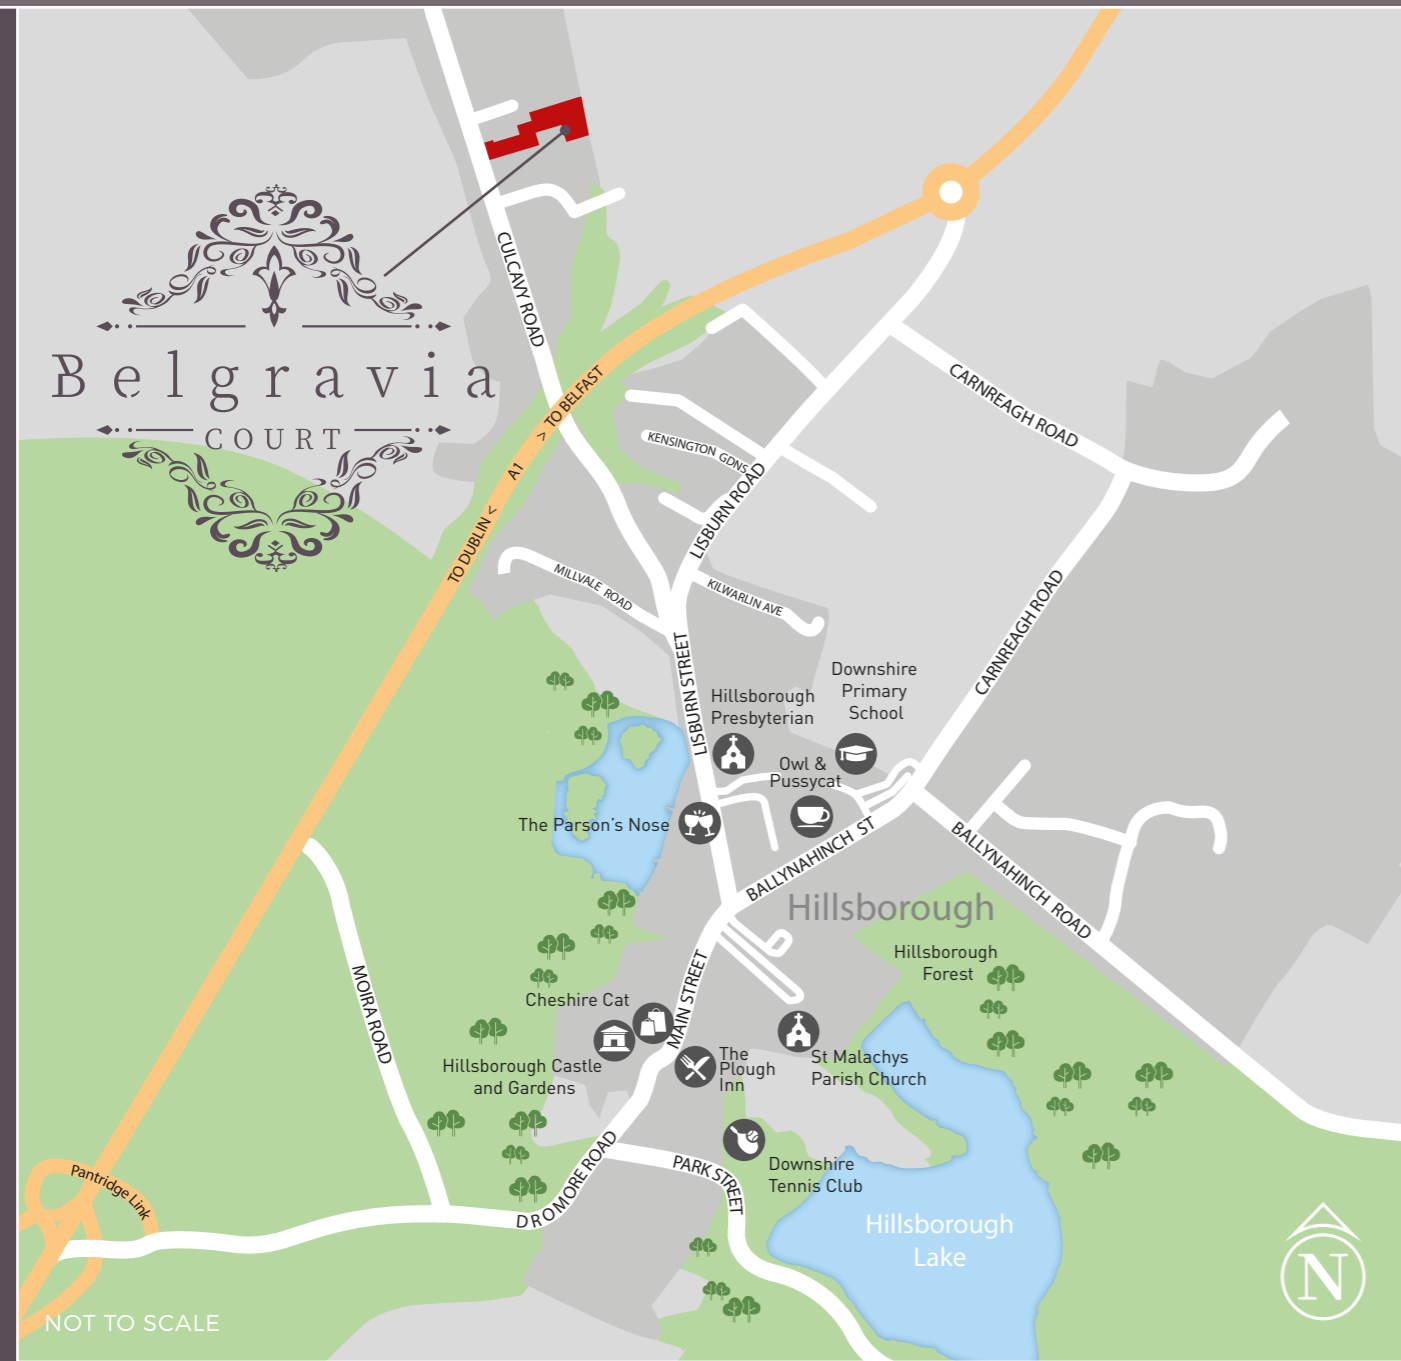 CULCAVY ROAD
Belgravia
COURT
> TO BELFAST
A1
TO DUBLIN <
CARNREAGH ROAD
KENSINGTON GDNS
LISBURN ROAD
MILLVALE ROAD
KILWARLIN AVE
CARNREAGH ROAD
LISBURN STREET
Hillsborough
Presbyterian
Downshire
Primary
School
Owl &
Pussycat
The Parson's Nose
BALLYNAHINCH ST
BALLYNAHINCH ROAD
Hillsborough
Hillsborough
Forest
MOIRA ROAD
MAIN STREET
Cheshire Cat
Hillsborough Castle
and Gardens
The
Plough
Inn
St Malachys
Parish Church
DROMORE ROAD
PARK STREET
Downshire
Tennis Club
Pantridge Link
Hillsborough
Lake
N
NOT TO SCALE